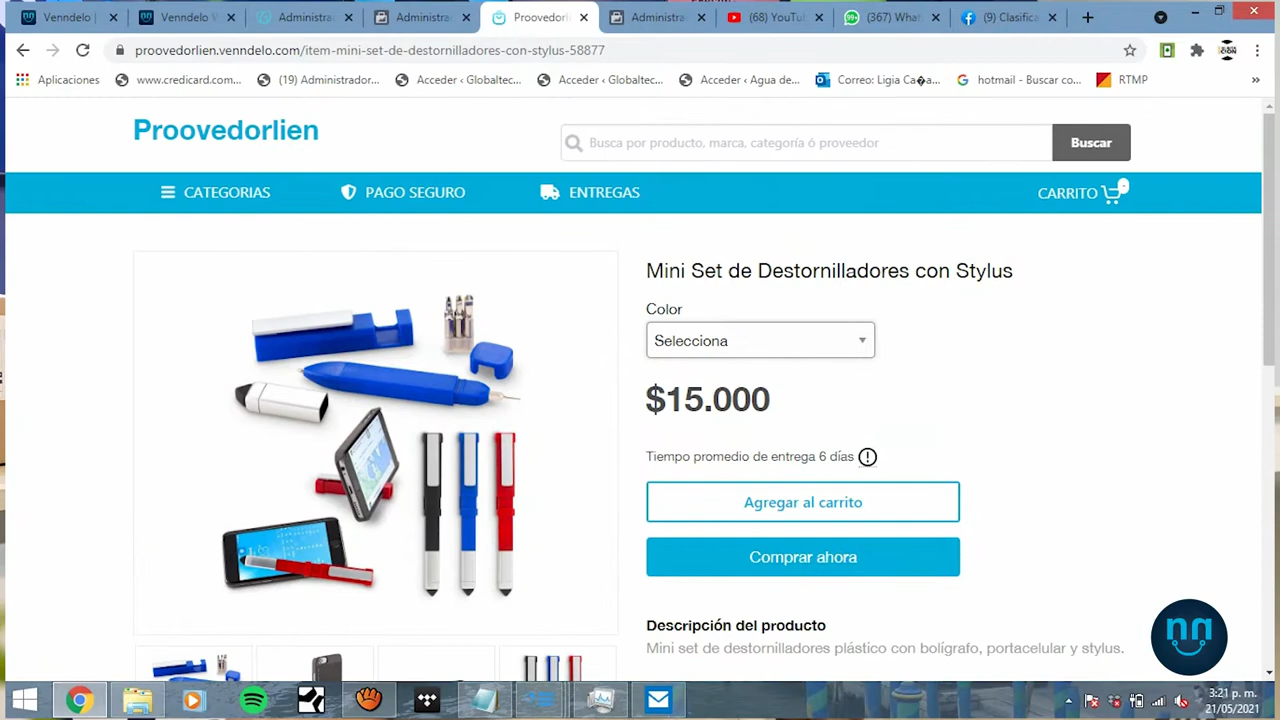 Venndelo
Venndelo W
Administra
Administra
Proovedorl
Administra
(68) YouTu
(367) What
(9) Clasifica
proovedorlien.venndelo.com/item-mini-set-de-destornilladores-con-stylus-58877
Aplicaciones
www.credicard.com...
(19) Administrador...
Acceder ‹ Globaltec...
Acceder ‹ Globaltec...
Acceder ‹ Agua de...
Correo: Ligia Ca�a...
hotmail - Buscar co...
RTMP
»
Proovedorlien
Busca por producto, marca, categoría ó proveedor
Buscar
CATEGORIAS
PAGO SEGURO
ENTREGAS
CARRITO
Mini Set de Destornilladores con Stylus
Color
Selecciona
$15.000
Tiempo promedio de entrega 6 días
Agregar al carrito
Comprar ahora
Descripción del producto
Mini set de destornilladores plástico con bolígrafo, portacelular y stylus.
3:21 p. m.
21/05/2021